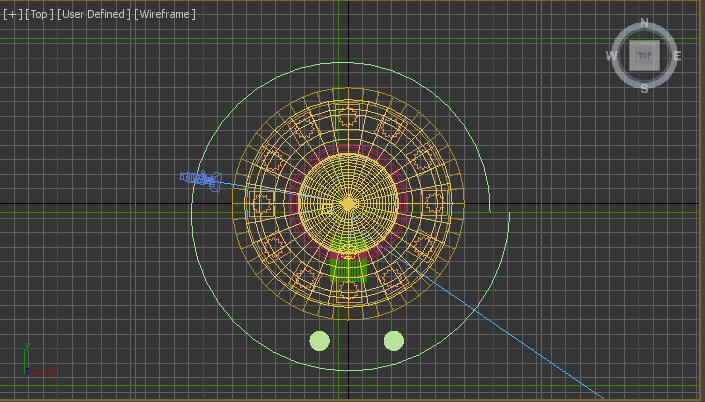 [+] [Top ] [User Defined ] [Wireframe ]
N
W TOP E
S
y
x